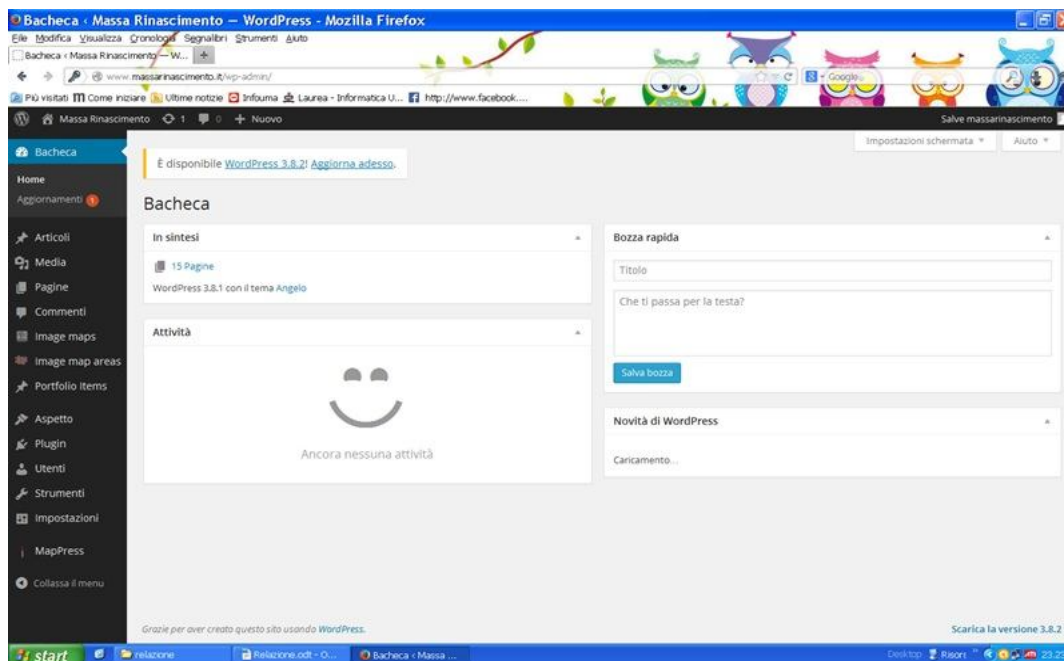 Bacheca ‹ Massa Rinascimento — WordPress - Mozilla Firefox
File Modifica Visualizza Cronologia Segnalibri Strumenti Aiuto
Bacheca ‹ Massa Rinascimento — W... +
www.massarinascimento.it/wp-admin/
Google
Più visitati Come iniziare Ultime notizie Infouma Laurea - Informatica U... http://www.facebook....
Massa Rinascimento 1 0 + Nuovo Salve massarinascimento
Impostazioni schermata Aiuto
Bacheca
Home
Aggiornamenti 1
Articoli
Media
Pagine
Commenti
Image maps
Image map areas
Portfolio Items
Aspetto
Plugin
Utenti
Strumenti
Impostazioni
MapPress
Collassa il menu
È disponibile WordPress 3.8.2! Aggiorna adesso.
Bacheca
In sintesi
15 Pagine
WordPress 3.8.1 con il tema Angelo
Attività
Ancora nessuna attività
Bozza rapida
Titolo
Che ti passa per la testa?
Salva bozza
Novità di WordPress
Caricamento...
Grazie per aver creato questo sito usando WordPress.
Scarica la versione 3.8.2
start relazione Relazione.odt - O... Bacheca ‹ Massa ... Desktop Risorse